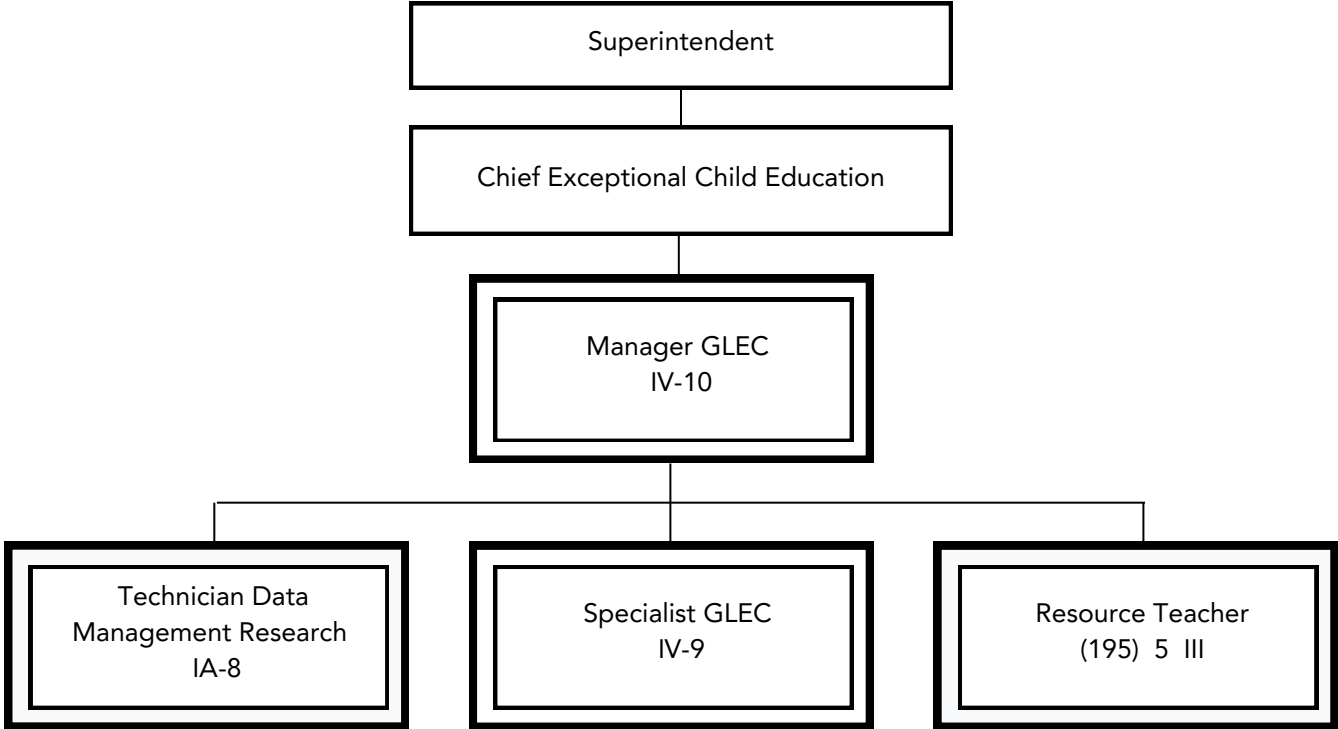 Superintendent
Chief Exceptional Child Education
Manager GLEC
IV-10
Technician Data
Management Research
IA-8
Specialist GLEC
IV-9
Resource Teacher
(195) 5 III